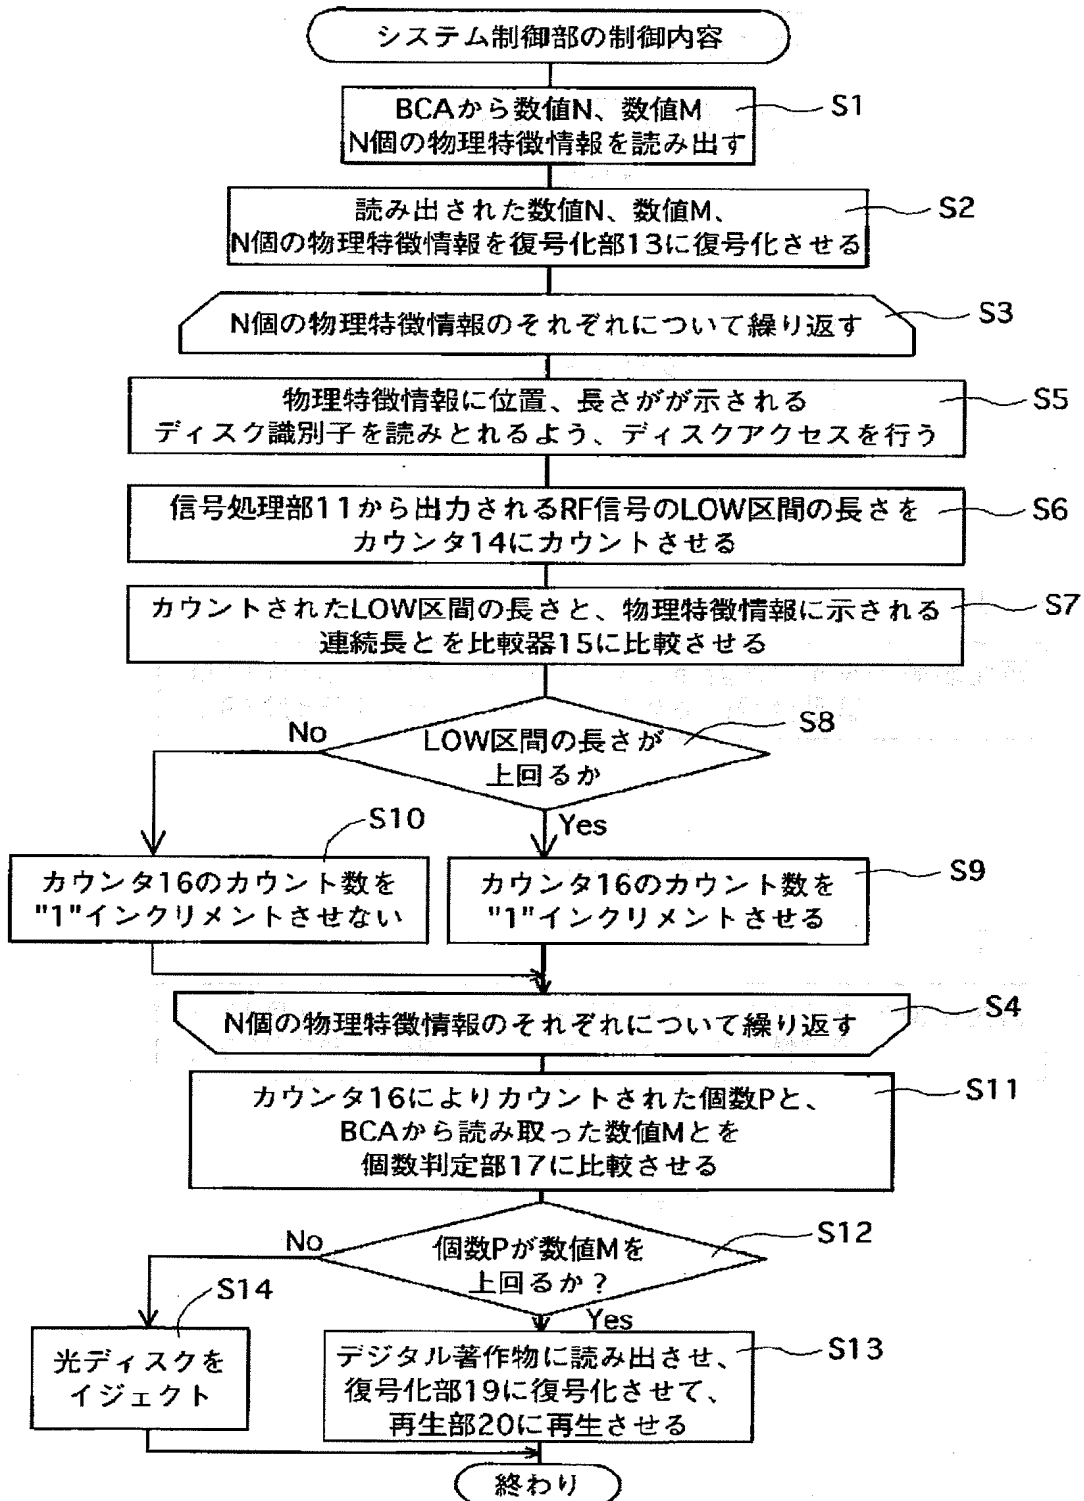 システム制御部の制御内容
BCAから数値N、数値M
N個の物理特徴情報を読み出す
S1
読み出された数値N、数値M、
N個の物理特徴情報を復号化部13に復号化させる
S2
N個の物理特徴情報のそれぞれについて繰り返す
S3
物理特徴情報に位置、長さがが示される
ディスク識別子を読みとれるよう、ディスクアクセスを行う
S5
信号処理部11から出力されるRF信号のLOW区間の長さを
カウンタ14にカウントさせる
S6
カウントされたLOW区間の長さと、物理特徴情報に示される
連続長とを比較器15に比較させる
S7
LOW区間の長さが
上回るか
S8
No
Yes
S10
カウンタ16のカウント数を
"1"インクリメントさせない
カウンタ16のカウント数を
"1"インクリメントさせる
S9
N個の物理特徴情報のそれぞれについて繰り返す
S4
カウンタ16によりカウントされた個数Pと、
BCAから読み取った数値Mとを
個数判定部17に比較させる
S11
個数Pが数値Mを
上回るか?
S12
No
Yes
S14
光ディスクを
イジェクト
デジタル著作物に読み出させ、
復号化部19に復号化させて、
再生部20に再生させる
S13
終わり